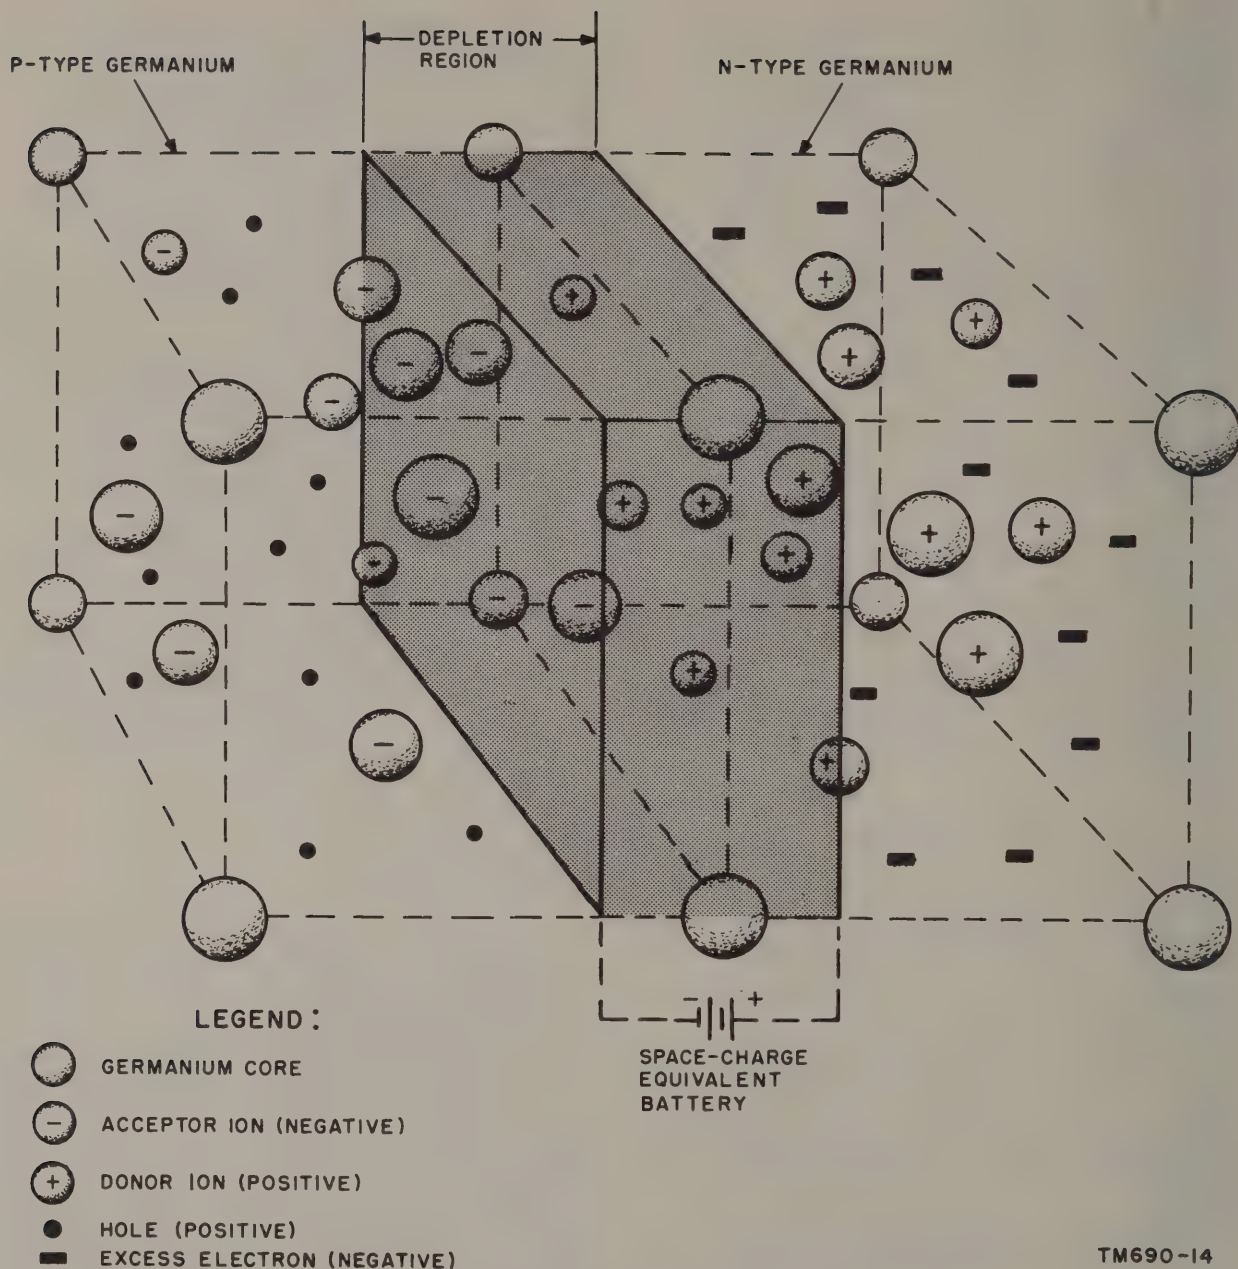 DEPLETION
REGION
P-TYPE GERMANIUM
N-TYPE GERMANIUM
- +
SPACE-CHARGE
EQUIVALENT
BATTERY
LEGEND:
GERMANIUM CORE
- ACCEPTOR ION (NEGATIVE)
+ DONOR ION (POSITIVE)
HOLE (POSITIVE)
EXCESS ELECTRON (NEGATIVE)
TM690-14